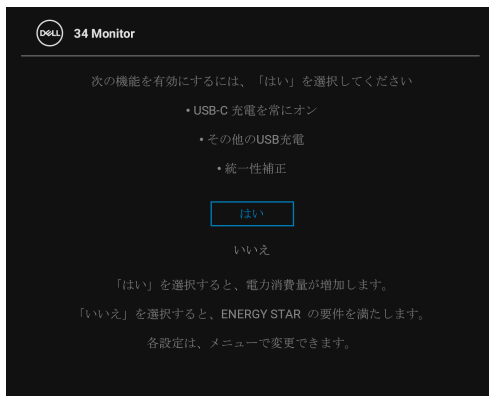 DELL 34 Monitor
次の機能を有効にするには、「はい」を選択してください
• USB-C 充電を常にオン
• その他のUSB充電
• 統一性補正
はい
いいえ
「はい」を選択すると、電力消費量が増加します。
「いいえ」を選択すると、ENERGY STAR の要件を満たします。
各設定は、メニューで変更できます。